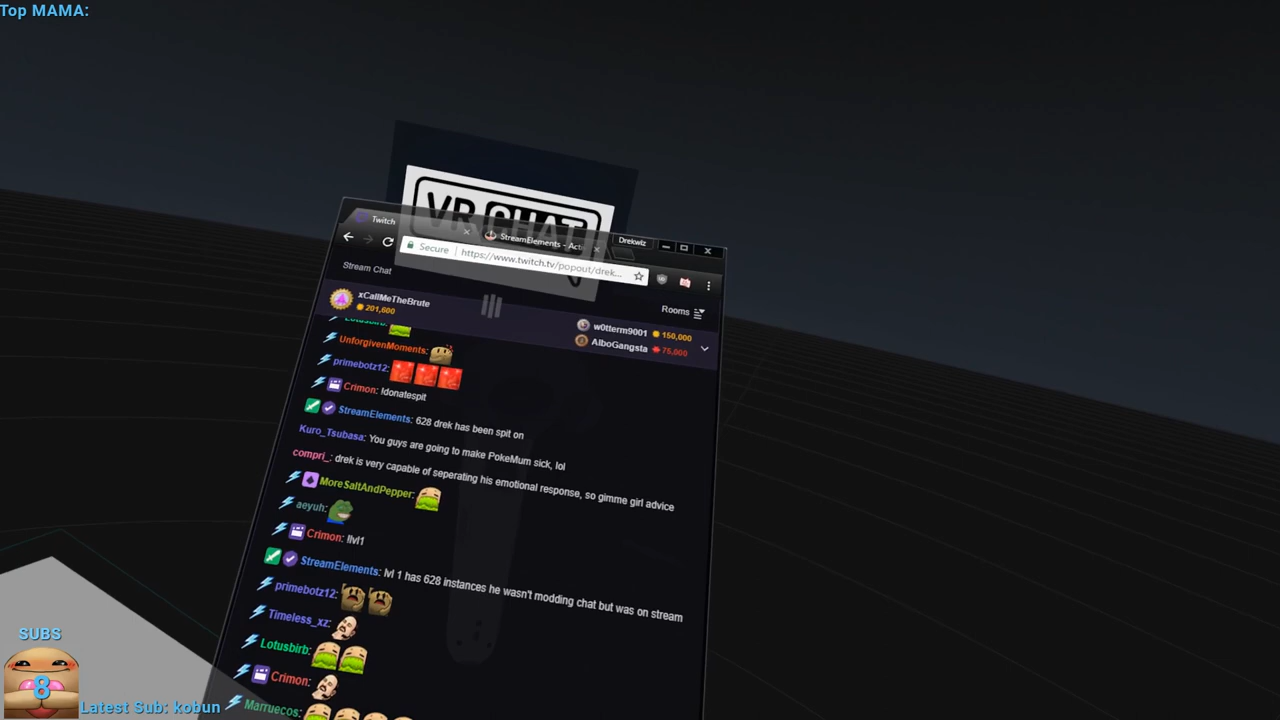 Top MAMA:
VR CHAT
Twitch
StreamElements - Acti
Drekwiz
Secure
https://www.twitch.tv/popout/drek...
Stream Chat
xCallMeTheBrute
201,600
Rooms
w0tterm9001 150,000
AlboGangsta 75,000
Lotusbirb:
UnforgivenMoments:
primebotz12:
Crimon: !donatespit
StreamElements: 628 drek has been spit on
Kuro_Tsubasa: You guys are going to make PokeMum sick, lol
compri_: drek is very capable of seperating his emotional response, so gimme girl advice
MoreSaltAndPepper:
aeyuh:
Crimon: !lvl1
StreamElements: lvl 1 has 628 instances he wasn't modding chat but was on stream
primebotz12:
Timeless_xz:
Lotusbirb:
Crimon:
Marruecos:
SUBS
8
Latest Sub: kobun